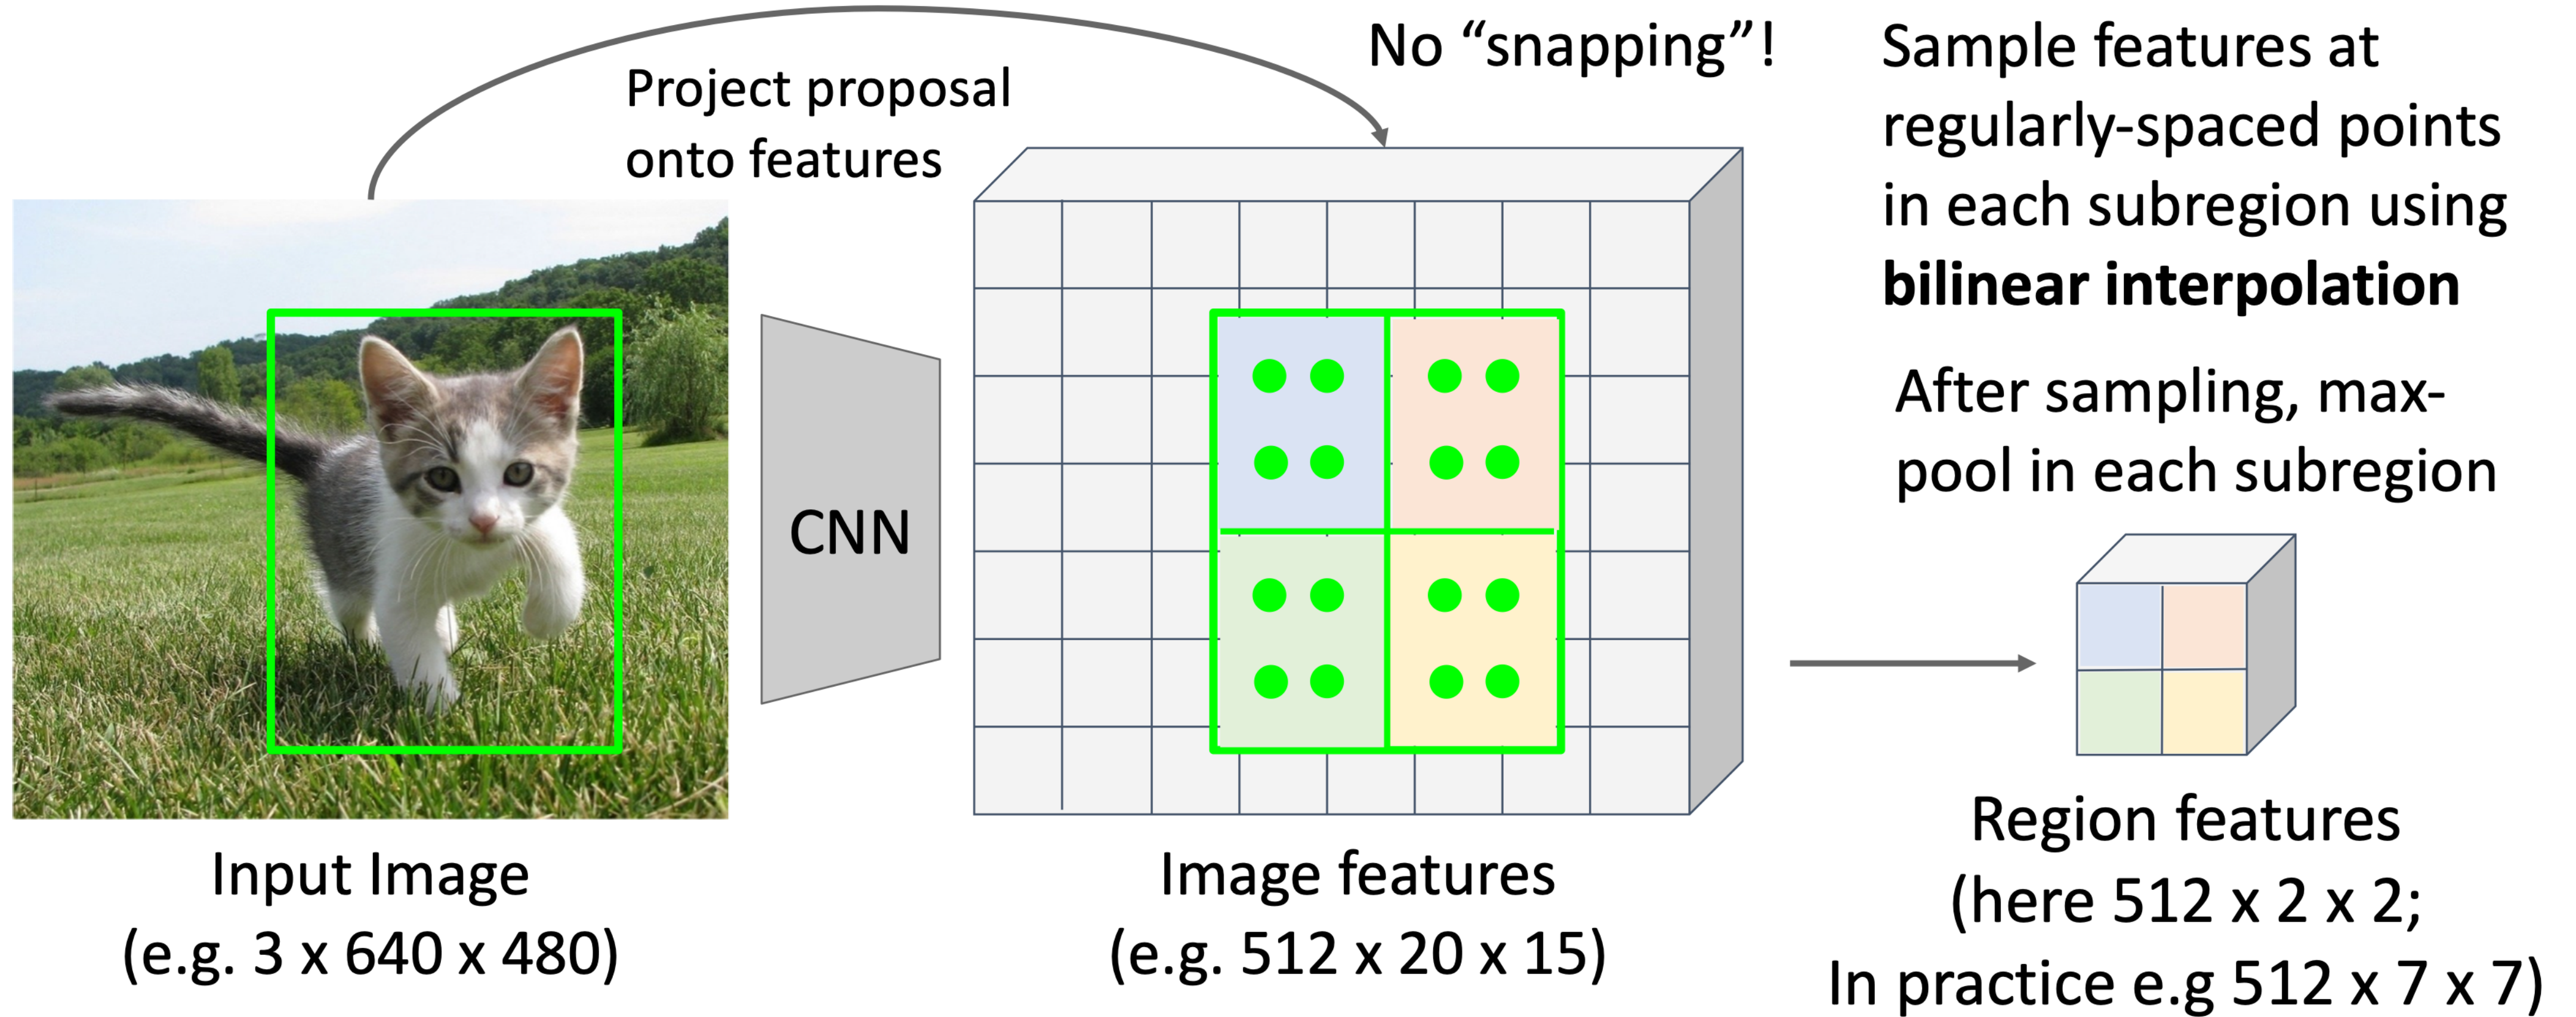 Project proposal
onto features
No “snapping”!
Sample features at
regularly-spaced points
in each subregion using
bilinear interpolation
After sampling, max-
pool in each subregion
CNN
Input Image
(e.g. 3 x 640 x 480)
Image features
(e.g. 512 x 20 x 15)
Region features
(here 512 x 2 x 2;
In practice e.g 512 x 7 x 7)